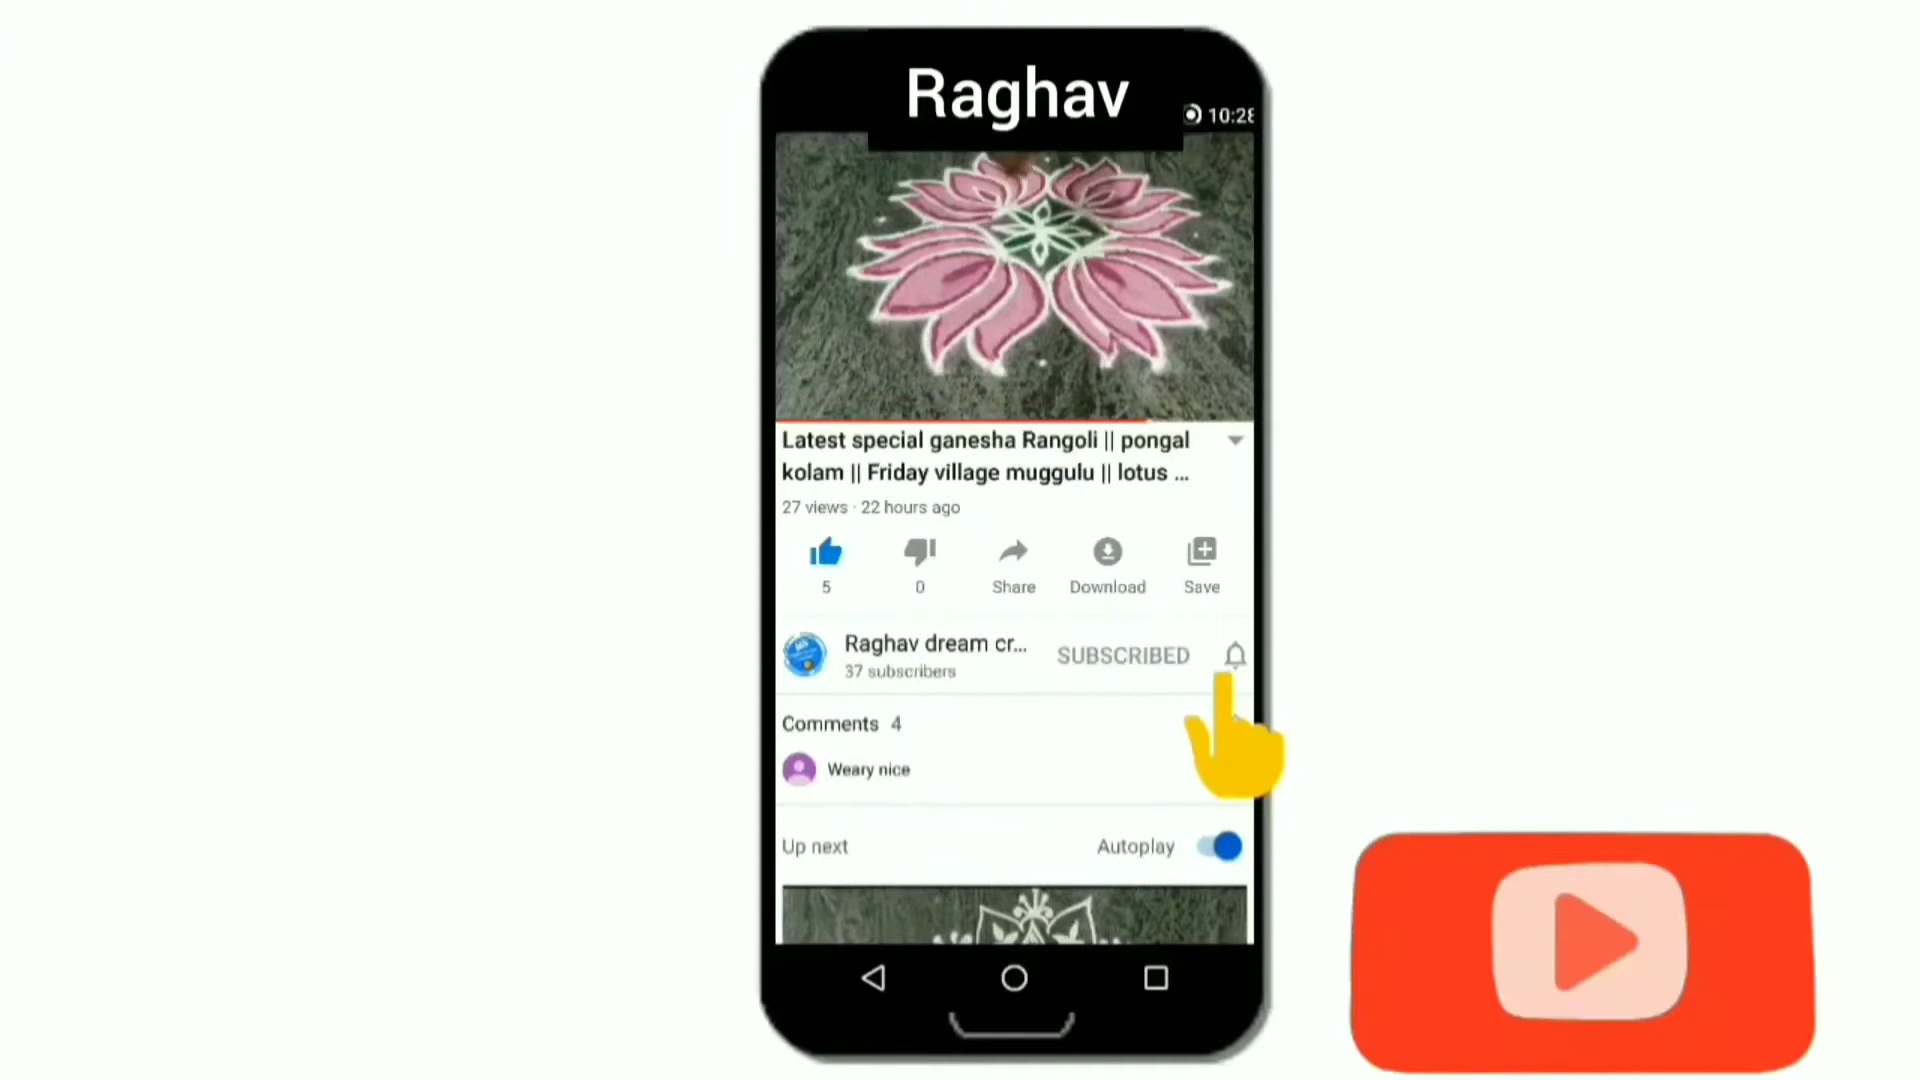 Raghav
10:28
Latest special ganesha Rangoli || pongal
kolam || Friday village muggulu || lotus ...
27 views · 22 hours ago
5
0
Share
Download
Save
Raghav dream cr...
SUBSCRIBED
37 subscribers
Comments 4
Weary nice
Up next
Autoplay